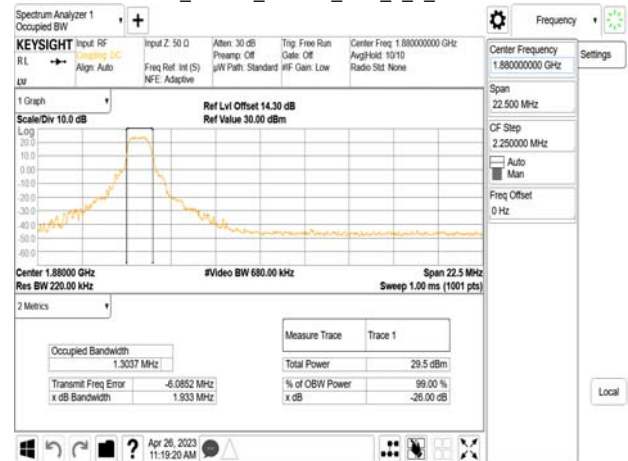 Spectrum Analyzer 1
Occupied BW
Frequency
KEYSIGHT
RL
Input: RF
Coupling: DC
Align: Auto
Input Z: 50 Ω
Freq Ref: Int (S)
NFE: Adaptive
Atten: 30 dB
Preamp: Off
µW Path: Standard
Trig: Free Run
Gate: Off
#IF Gain: Low
Center Freq: 1.880000000 GHz
Avg|Hold: 10/10
Radio Std: None
Center Frequency
1.880000000 GHz
Settings
Span
22.500 MHz
CF Step
2.250000 MHz
Auto
Man
Freq Offset
0 Hz
1 Graph
Scale/Div 10.0 dB
Ref Lvl Offset 14.30 dB
Ref Value 30.00 dBm
Log
20.0
10.0
0.00
-10.0
-20.0
-30.0
-40.0
-50.0
-60.0
Center 1.88000 GHz
#Video BW 680.00 kHz
Span 22.5 MHz
Res BW 220.00 kHz
Sweep 1.00 ms (1001 pts)
2 Metrics
Measure Trace Trace 1
Occupied Bandwidth
1.3037 MHz
Total Power 29.5 dBm
Transmit Freq Error -6.0852 MHz
% of OBW Power 99.00 %
x dB Bandwidth 1.933 MHz
x dB -26.00 dB
Local
?
Apr 26, 2023
11:19:20 AM